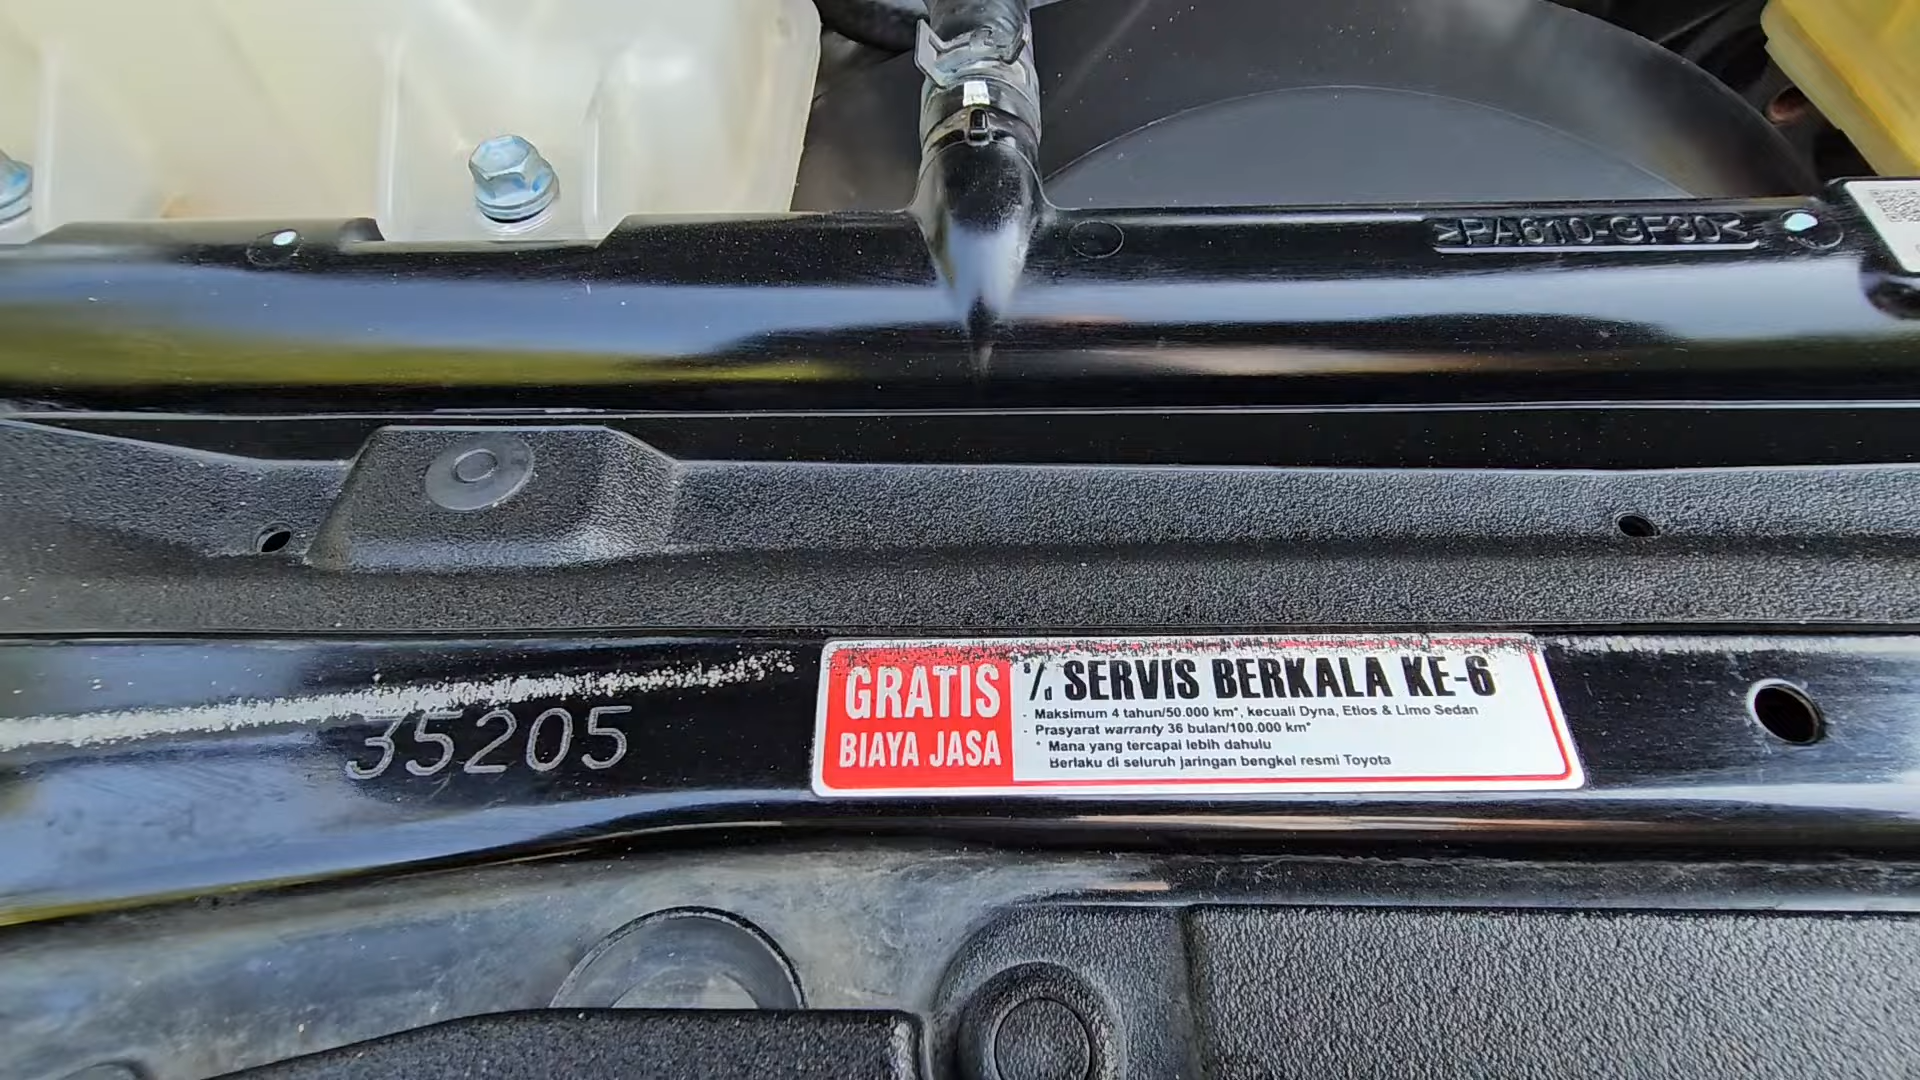 >PA610-GF30<
35205
GRATIS
BIAYA JASA
s/d SERVIS BERKALA KE-6
- Maksimum 4 tahun/50.000 km*, kecuali Dyna, Etios & Limo Sedan
- Prasyarat warranty 36 bulan/100.000 km*
* Mana yang tercapai lebih dahulu
Berlaku di seluruh jaringan bengkel resmi Toyota